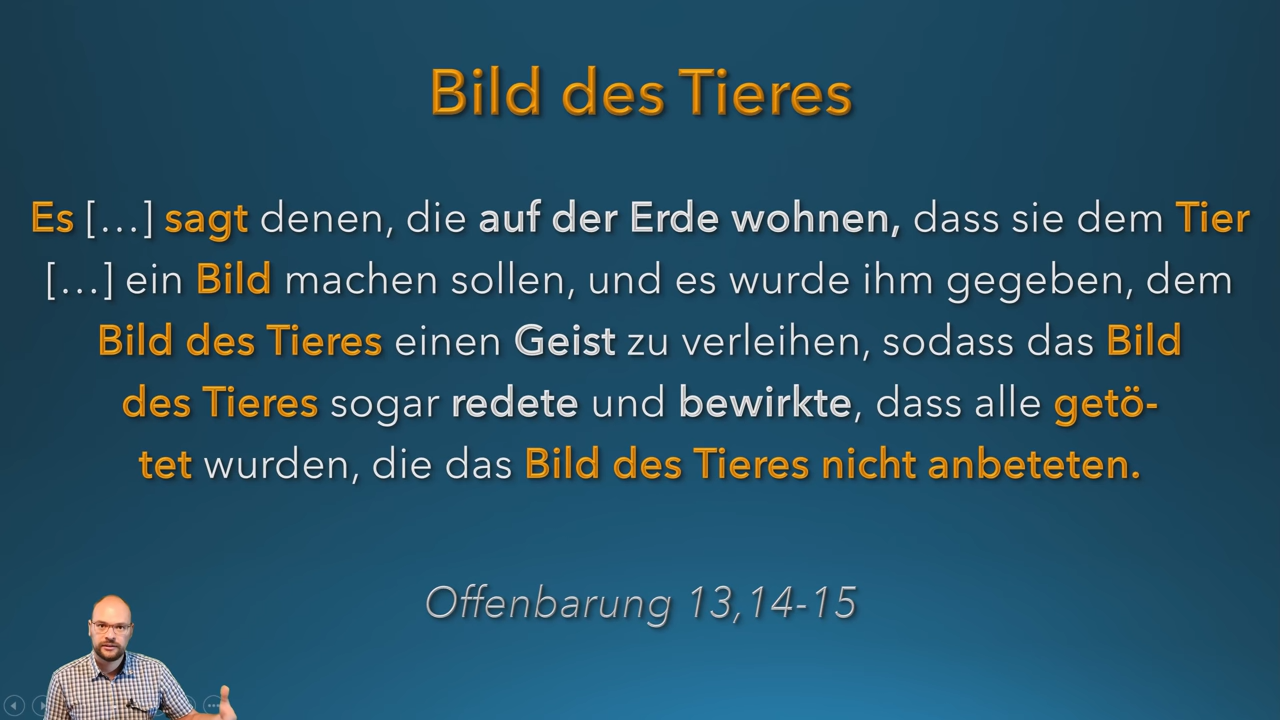 Bild des Tieres
Es […] sagt denen, die auf der Erde wohnen, dass sie dem Tier
[…] ein Bild machen sollen, und es wurde ihm gegeben, dem
Bild des Tieres einen Geist zu verleihen, sodass das Bild
des Tieres sogar redete und bewirkte, dass alle getö-
tet wurden, die das Bild des Tieres nicht anbeteten.
Offenbarung 13,14-15